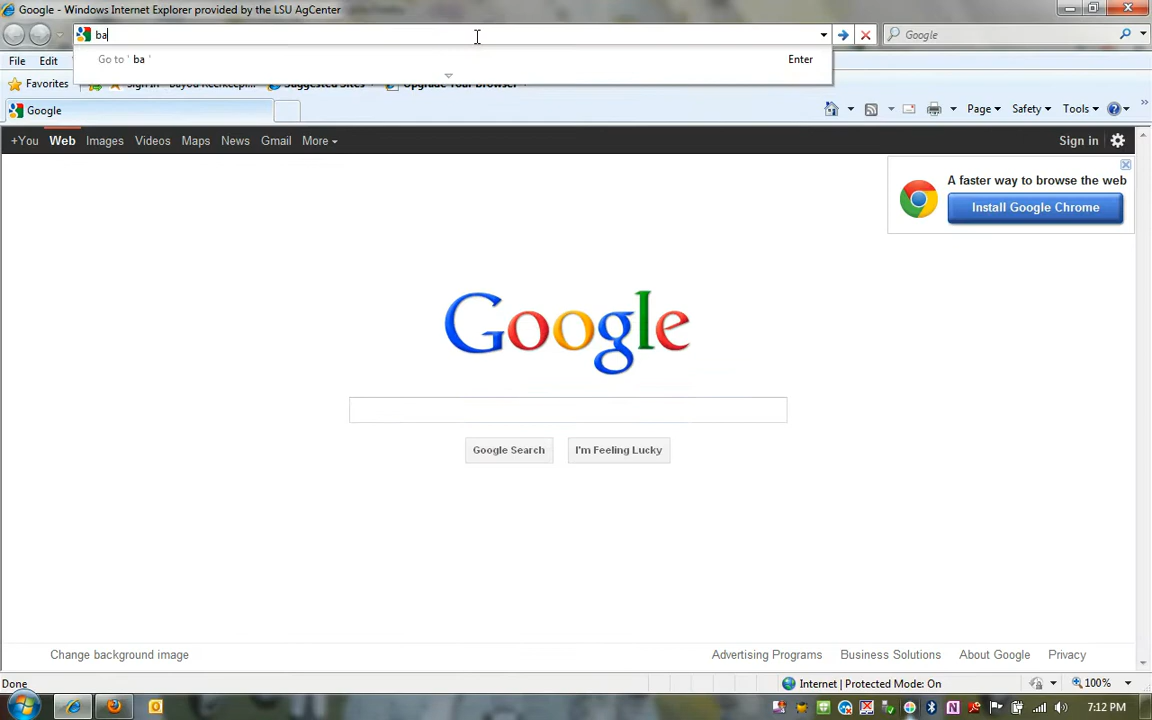 Google - Windows Internet Explorer provided by the LSU AgCenter
ba
Google
Go to ' ba '
Enter
File Edit
Favorites
Suggested Sites
Upgrade Your Browser
Google
Page Safety Tools
+You Web Images Videos Maps News Gmail More
Sign in
A faster way to browse the web
Install Google Chrome
Google
Google Search
I'm Feeling Lucky
Change background image
Advertising Programs
Business Solutions
About Google
Privacy
Done
Internet | Protected Mode: On
100%
7:12 PM